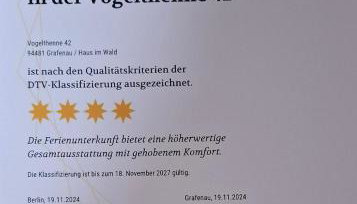 in der Vogelthenne 42
Vogelthenne 42
94481 Grafenau / Haus im Wald
ist nach den Qualitätskriterien der
DTV-Klassifizierung ausgezeichnet.
Die Ferienunterkunft bietet eine höherwertige
Gesamtausstattung mit gehobenem Komfort.
Die Klassifizierung ist bis zum 18. November 2027 gültig.
Berlin, 19.11.2024 Grafenau, 19.11.2024